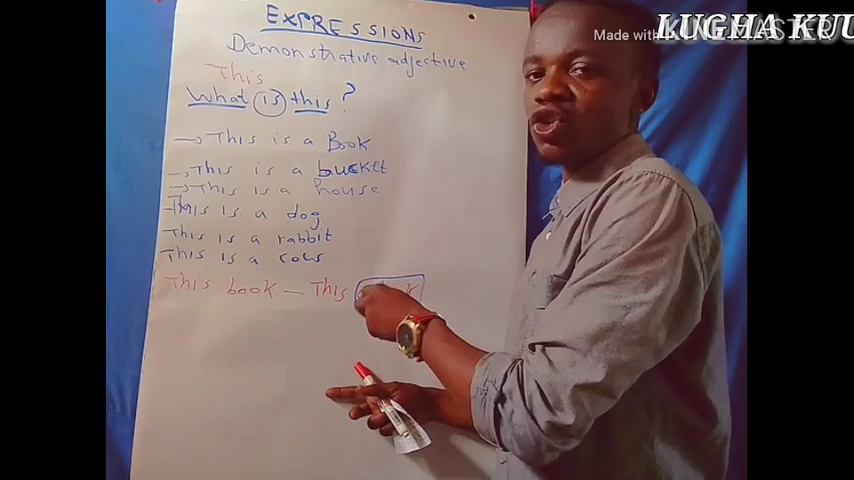 LUGHA KUU
Made with KINEMASTER
EXPRESSIONS
Demonstrative adjective
This
What is this?
→ This is a Book
→ This is a bucket
→ This is a house
This is a dog
This is a rabbit
This is a cow
This book — This